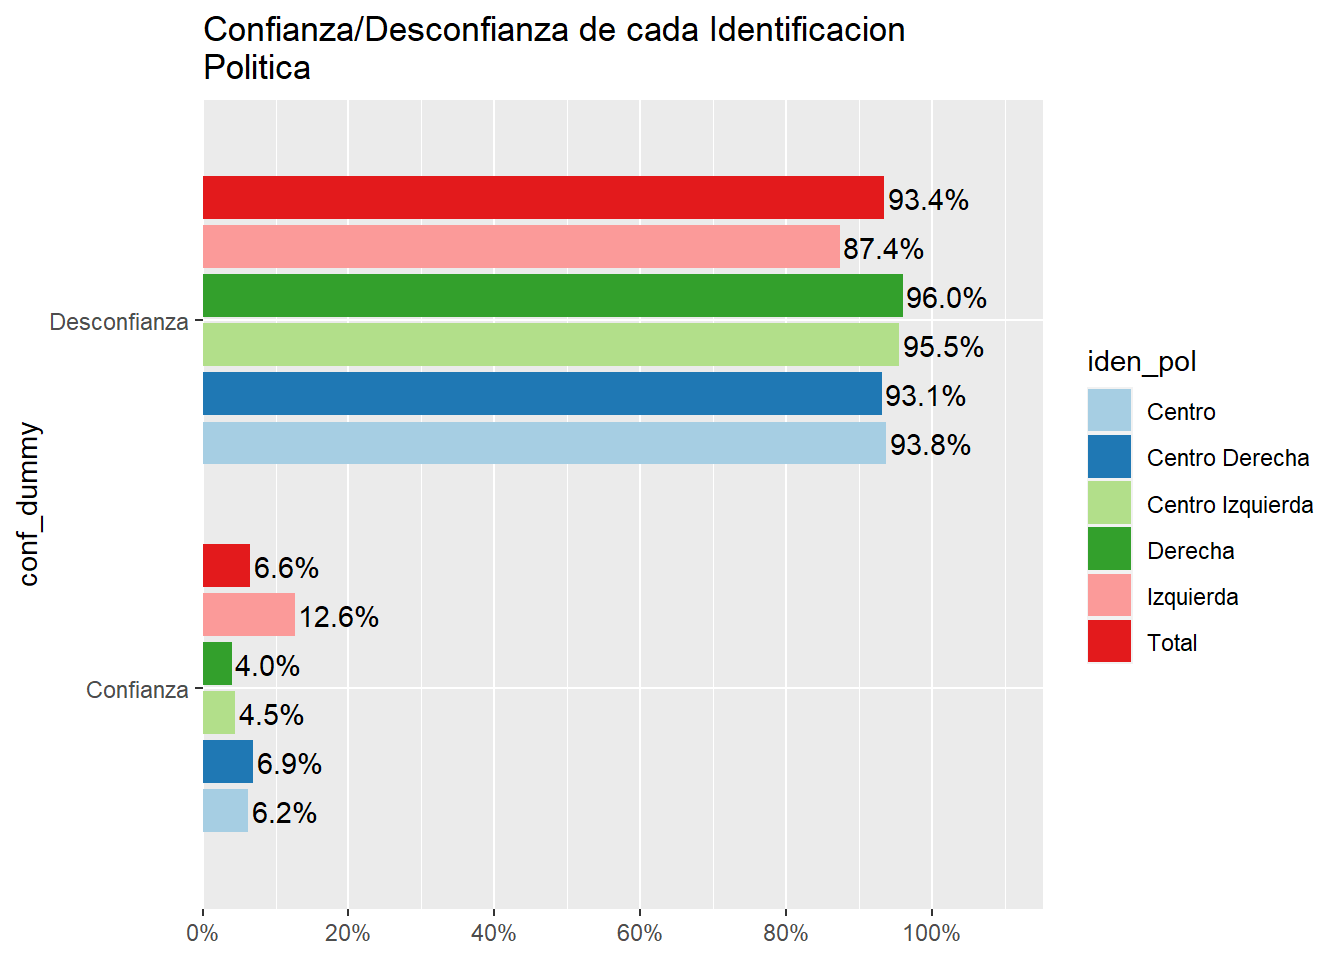 Confianza/Desconfianza de cada Identificacion
Politica
93.4%
87.4%
96.0%
95.5%
93.1%
93.8%
Desconfianza
6.6%
12.6%
4.0%
4.5%
6.9%
6.2%
Confianza
conf_dummy
0%
20%
40%
60%
80%
100%
iden_pol
Centro
Centro Derecha
Centro Izquierda
Derecha
Izquierda
Total